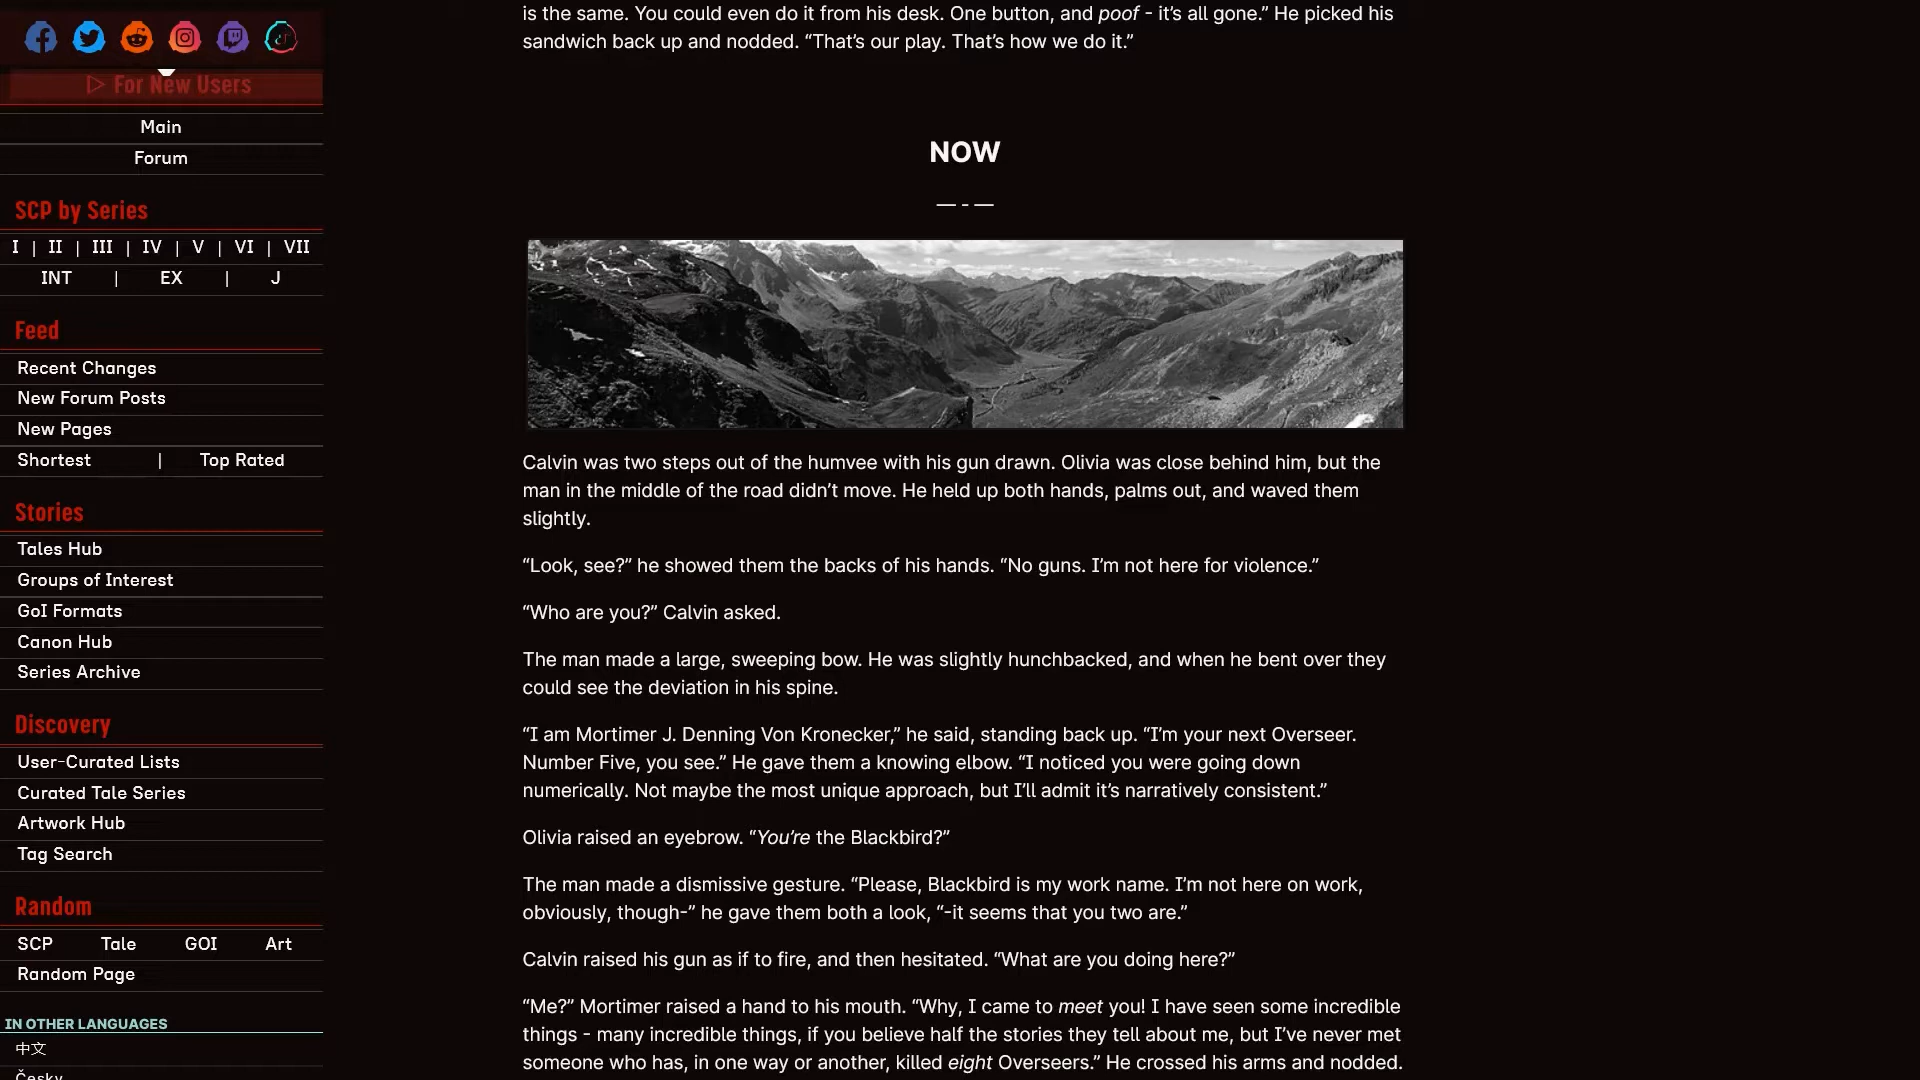 ▷ For New Users
Main
Forum
SCP by Series
I | II | III | IV | V | VI | VII
INT | EX | J
Feed
Recent Changes
New Forum Posts
New Pages
Shortest | Top Rated
Stories
Tales Hub
Groups of Interest
GoI Formats
Canon Hub
Series Archive
Discovery
User-Curated Lists
Curated Tale Series
Artwork Hub
Tag Search
Random
SCP Tale GOI Art
Random Page
IN OTHER LANGUAGES
中文
Česky
is the same. You could even do it from his desk. One button, and poof - it’s all gone.” He picked his
sandwich back up and nodded. “That’s our play. That’s how we do it.”
NOW
— - —
Calvin was two steps out of the humvee with his gun drawn. Olivia was close behind him, but the
man in the middle of the road didn’t move. He held up both hands, palms out, and waved them
slightly.
“Look, see?” he showed them the backs of his hands. “No guns. I’m not here for violence.”
“Who are you?” Calvin asked.
The man made a large, sweeping bow. He was slightly hunchbacked, and when he bent over they
could see the deviation in his spine.
“I am Mortimer J. Denning Von Kronecker,” he said, standing back up. “I’m your next Overseer.
Number Five, you see.” He gave them a knowing elbow. “I noticed you were going down
numerically. Not maybe the most unique approach, but I’ll admit it’s narratively consistent.”
Olivia raised an eyebrow. “You’re the Blackbird?”
The man made a dismissive gesture. “Please, Blackbird is my work name. I’m not here on work,
obviously, though-” he gave them both a look, “-it seems that you two are.”
Calvin raised his gun as if to fire, and then hesitated. “What are you doing here?”
“Me?” Mortimer raised a hand to his mouth. “Why, I came to meet you! I have seen some incredible
things - many incredible things, if you believe half the stories they tell about me, but I’ve never met
someone who has, in one way or another, killed eight Overseers.” He crossed his arms and nodded.